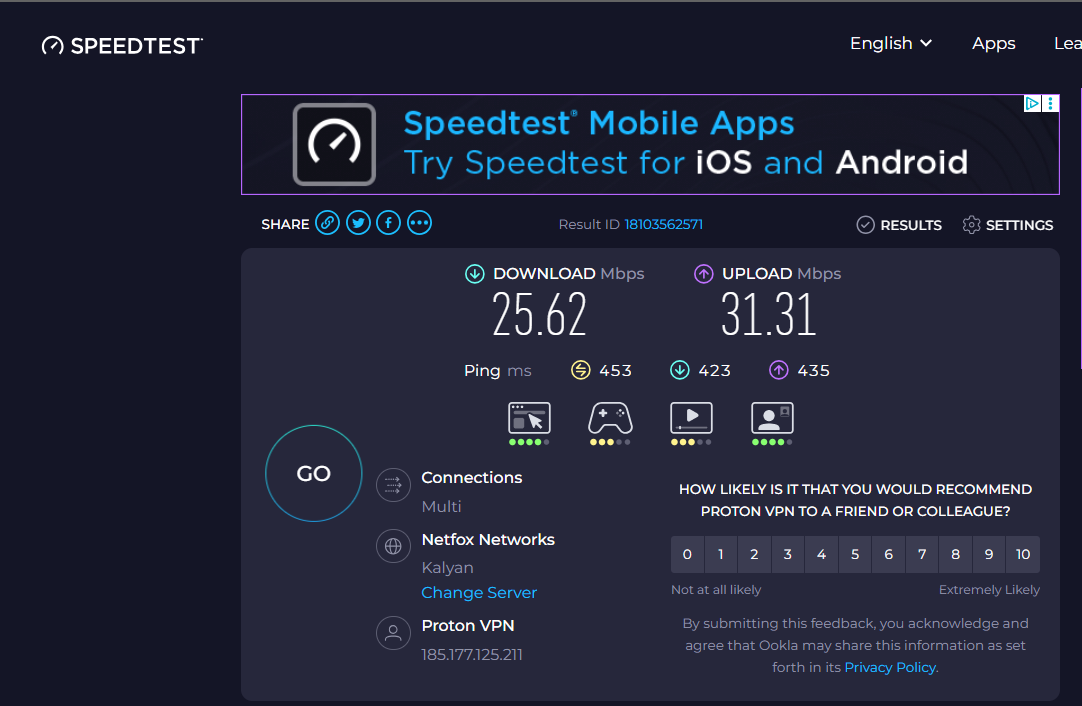 SPEEDTEST
English
Apps
Lea
Speedtest® Mobile Apps
Try Speedtest for iOS and Android
SHARE
Result ID 18103562571
RESULTS
SETTINGS
DOWNLOAD Mbps
25.62
UPLOAD Mbps
31.31
Ping ms
453
423
435
GO
Connections
Multi
Netfox Networks
Kalyan
Change Server
Proton VPN
185.177.125.211
HOW LIKELY IS IT THAT YOU WOULD RECOMMEND
PROTON VPN TO A FRIEND OR COLLEAGUE?
0 1 2 3 4 5 6 7 8 9 10
Not at all likely
Extremely Likely
By submitting this feedback, you acknowledge and
agree that Ookla may share this information as set
forth in its Privacy Policy.